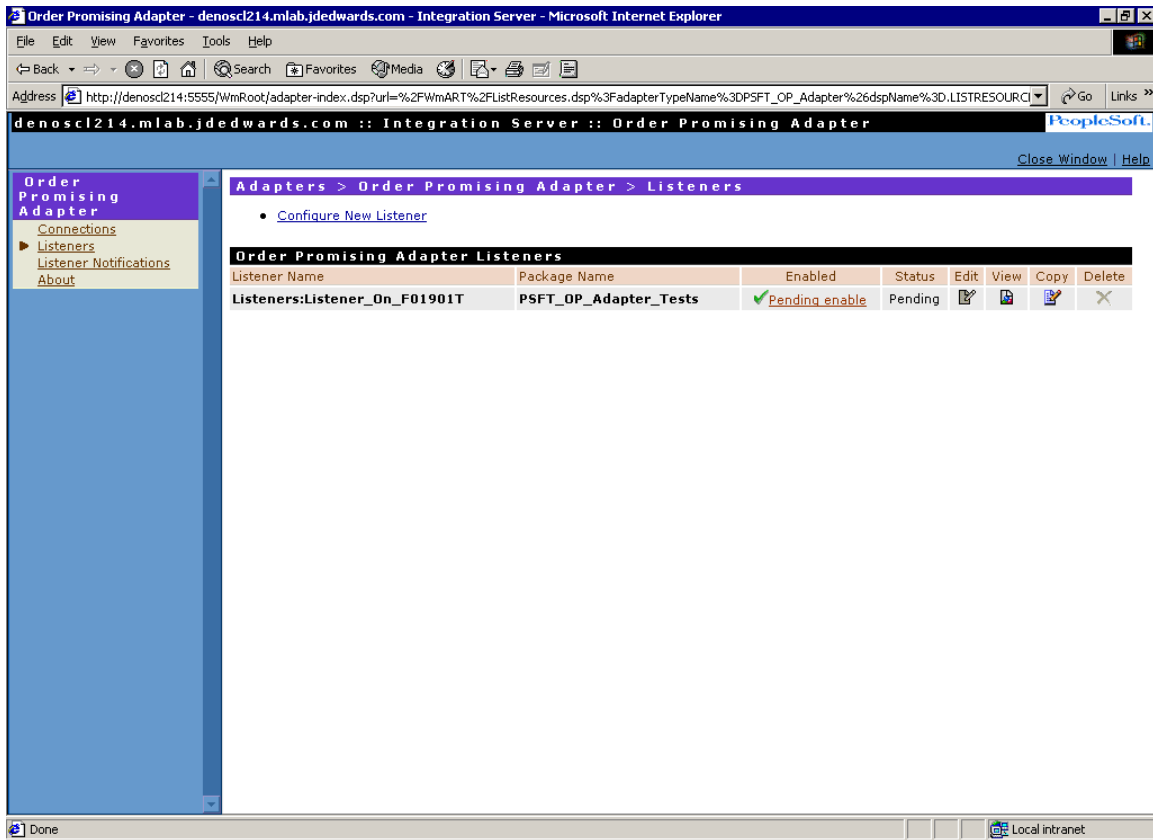 Order Promising Adapter - denoscl214.mlab.jdedwards.com - Integration Server - Microsoft Internet Explorer
File Edit View Favorites Tools Help
Back Search Favorites Media
Address http://denoscl214:5555/WmRoot/adapter-index.dsp?url=%2FWmART%2FListResources.dsp%3FadapterTypeName%3DPSFT_OP_Adapter%26dspName%3D.LISTRESOURC Go Links »
denoscl214.mlab.jdedwards.com :: Integration Server :: Order Promising Adapter PeopleSoft.
Close Window | Help
Order
Promising
Adapter
Connections
Listeners
Listener Notifications
About
Adapters > Order Promising Adapter > Listeners
• Configure New Listener
Order Promising Adapter Listeners
Listener Name Package Name Enabled Status Edit View Copy Delete
Listeners:Listener_On_F01901T PSFT_OP_Adapter_Tests Pending enable Pending
Done Local intranet